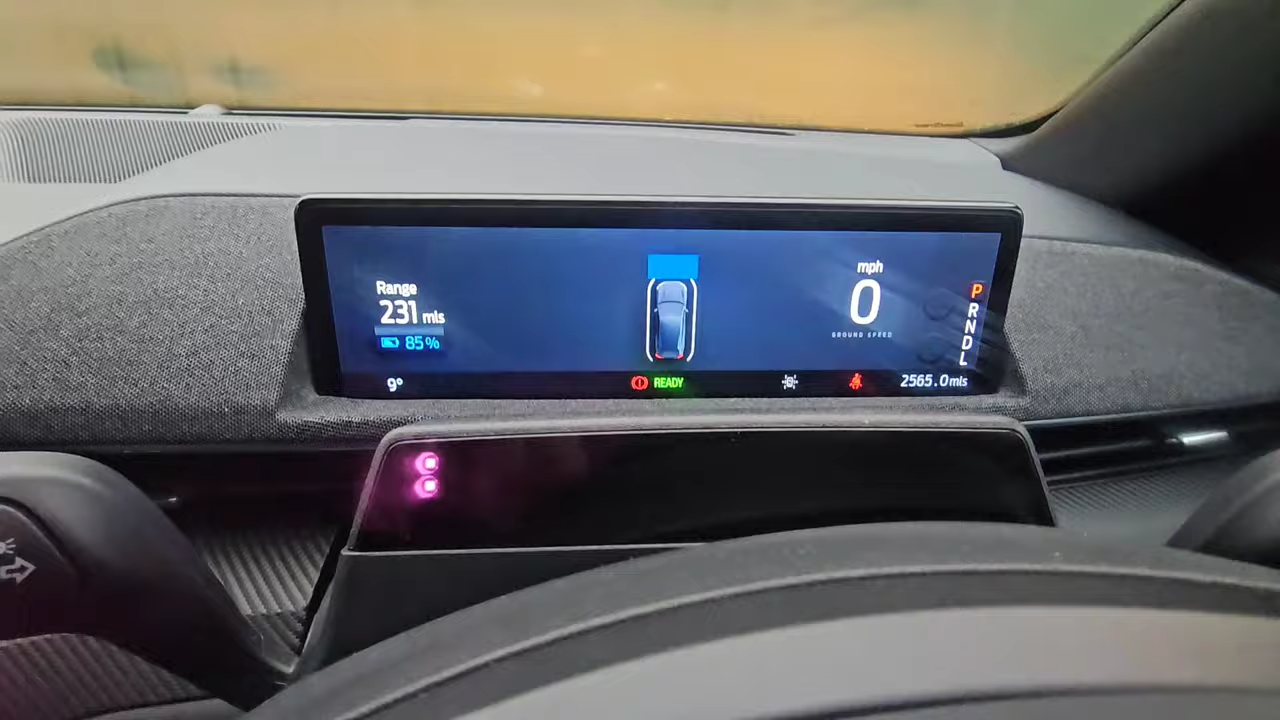 Range
231 mls
85%
mph
0
GROUND SPEED
P
R
N
D
L
9°
READY
2565.0mls